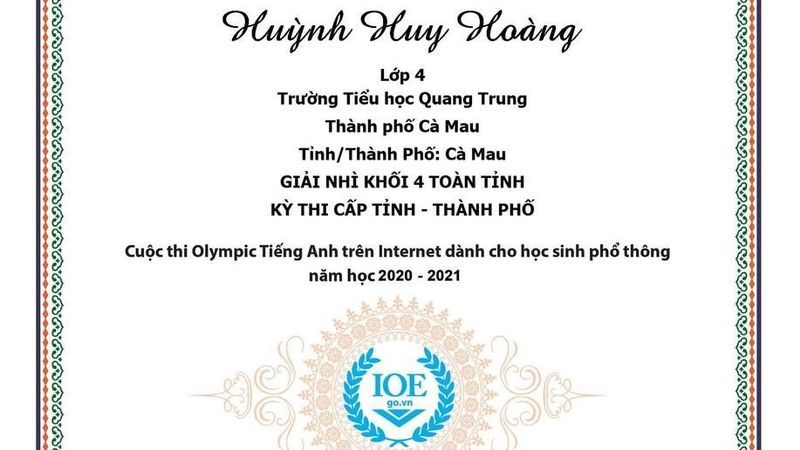 Huỳnh Huy Hoàng
Lớp 4
Trường Tiểu học Quang Trung
Thành phố Cà Mau
Tỉnh/Thành Phố: Cà Mau
GIẢI NHÌ KHỐI 4 TOÀN TỈNH
KỲ THI CẤP TỈNH - THÀNH PHỐ
Cuộc thi Olympic Tiếng Anh trên Internet dành cho học sinh phổ thông
năm học 2020 - 2021
IOE
go.vn